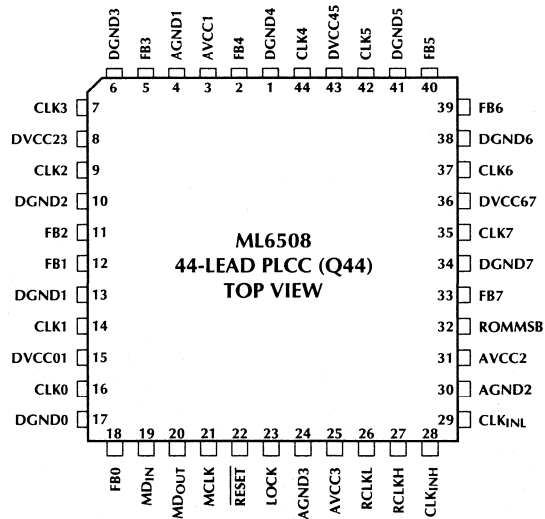 DGND3 FB3 AGND1 AVCC1 FB4 DGND4 CLK4 DVCC45 CLK5 DGND5 FB5
6 5 4 3 2 1 44 43 42 41 40
CLK3 7 39 FB6
DVCC23 8 38 DGND6
CLK2 9 37 CLK6
DGND2 10 36 DVCC67
FB2 11 35 CLK7
FB1 12 34 DGND7
DGND1 13 33 FB7
CLK1 14 32 ROMMSB
DVCC01 15 31 AVCC2
CLK0 16 30 AGND2
DGND0 17 29 CLKINL
ML6508
44-LEAD PLCC (Q44)
TOP VIEW
18 19 20 21 22 23 24 25 26 27 28
FB0 MDIN MDOUT MCLK RESET LOCK AGND3 AVCC3 RCLKL RCLKH CLKINH